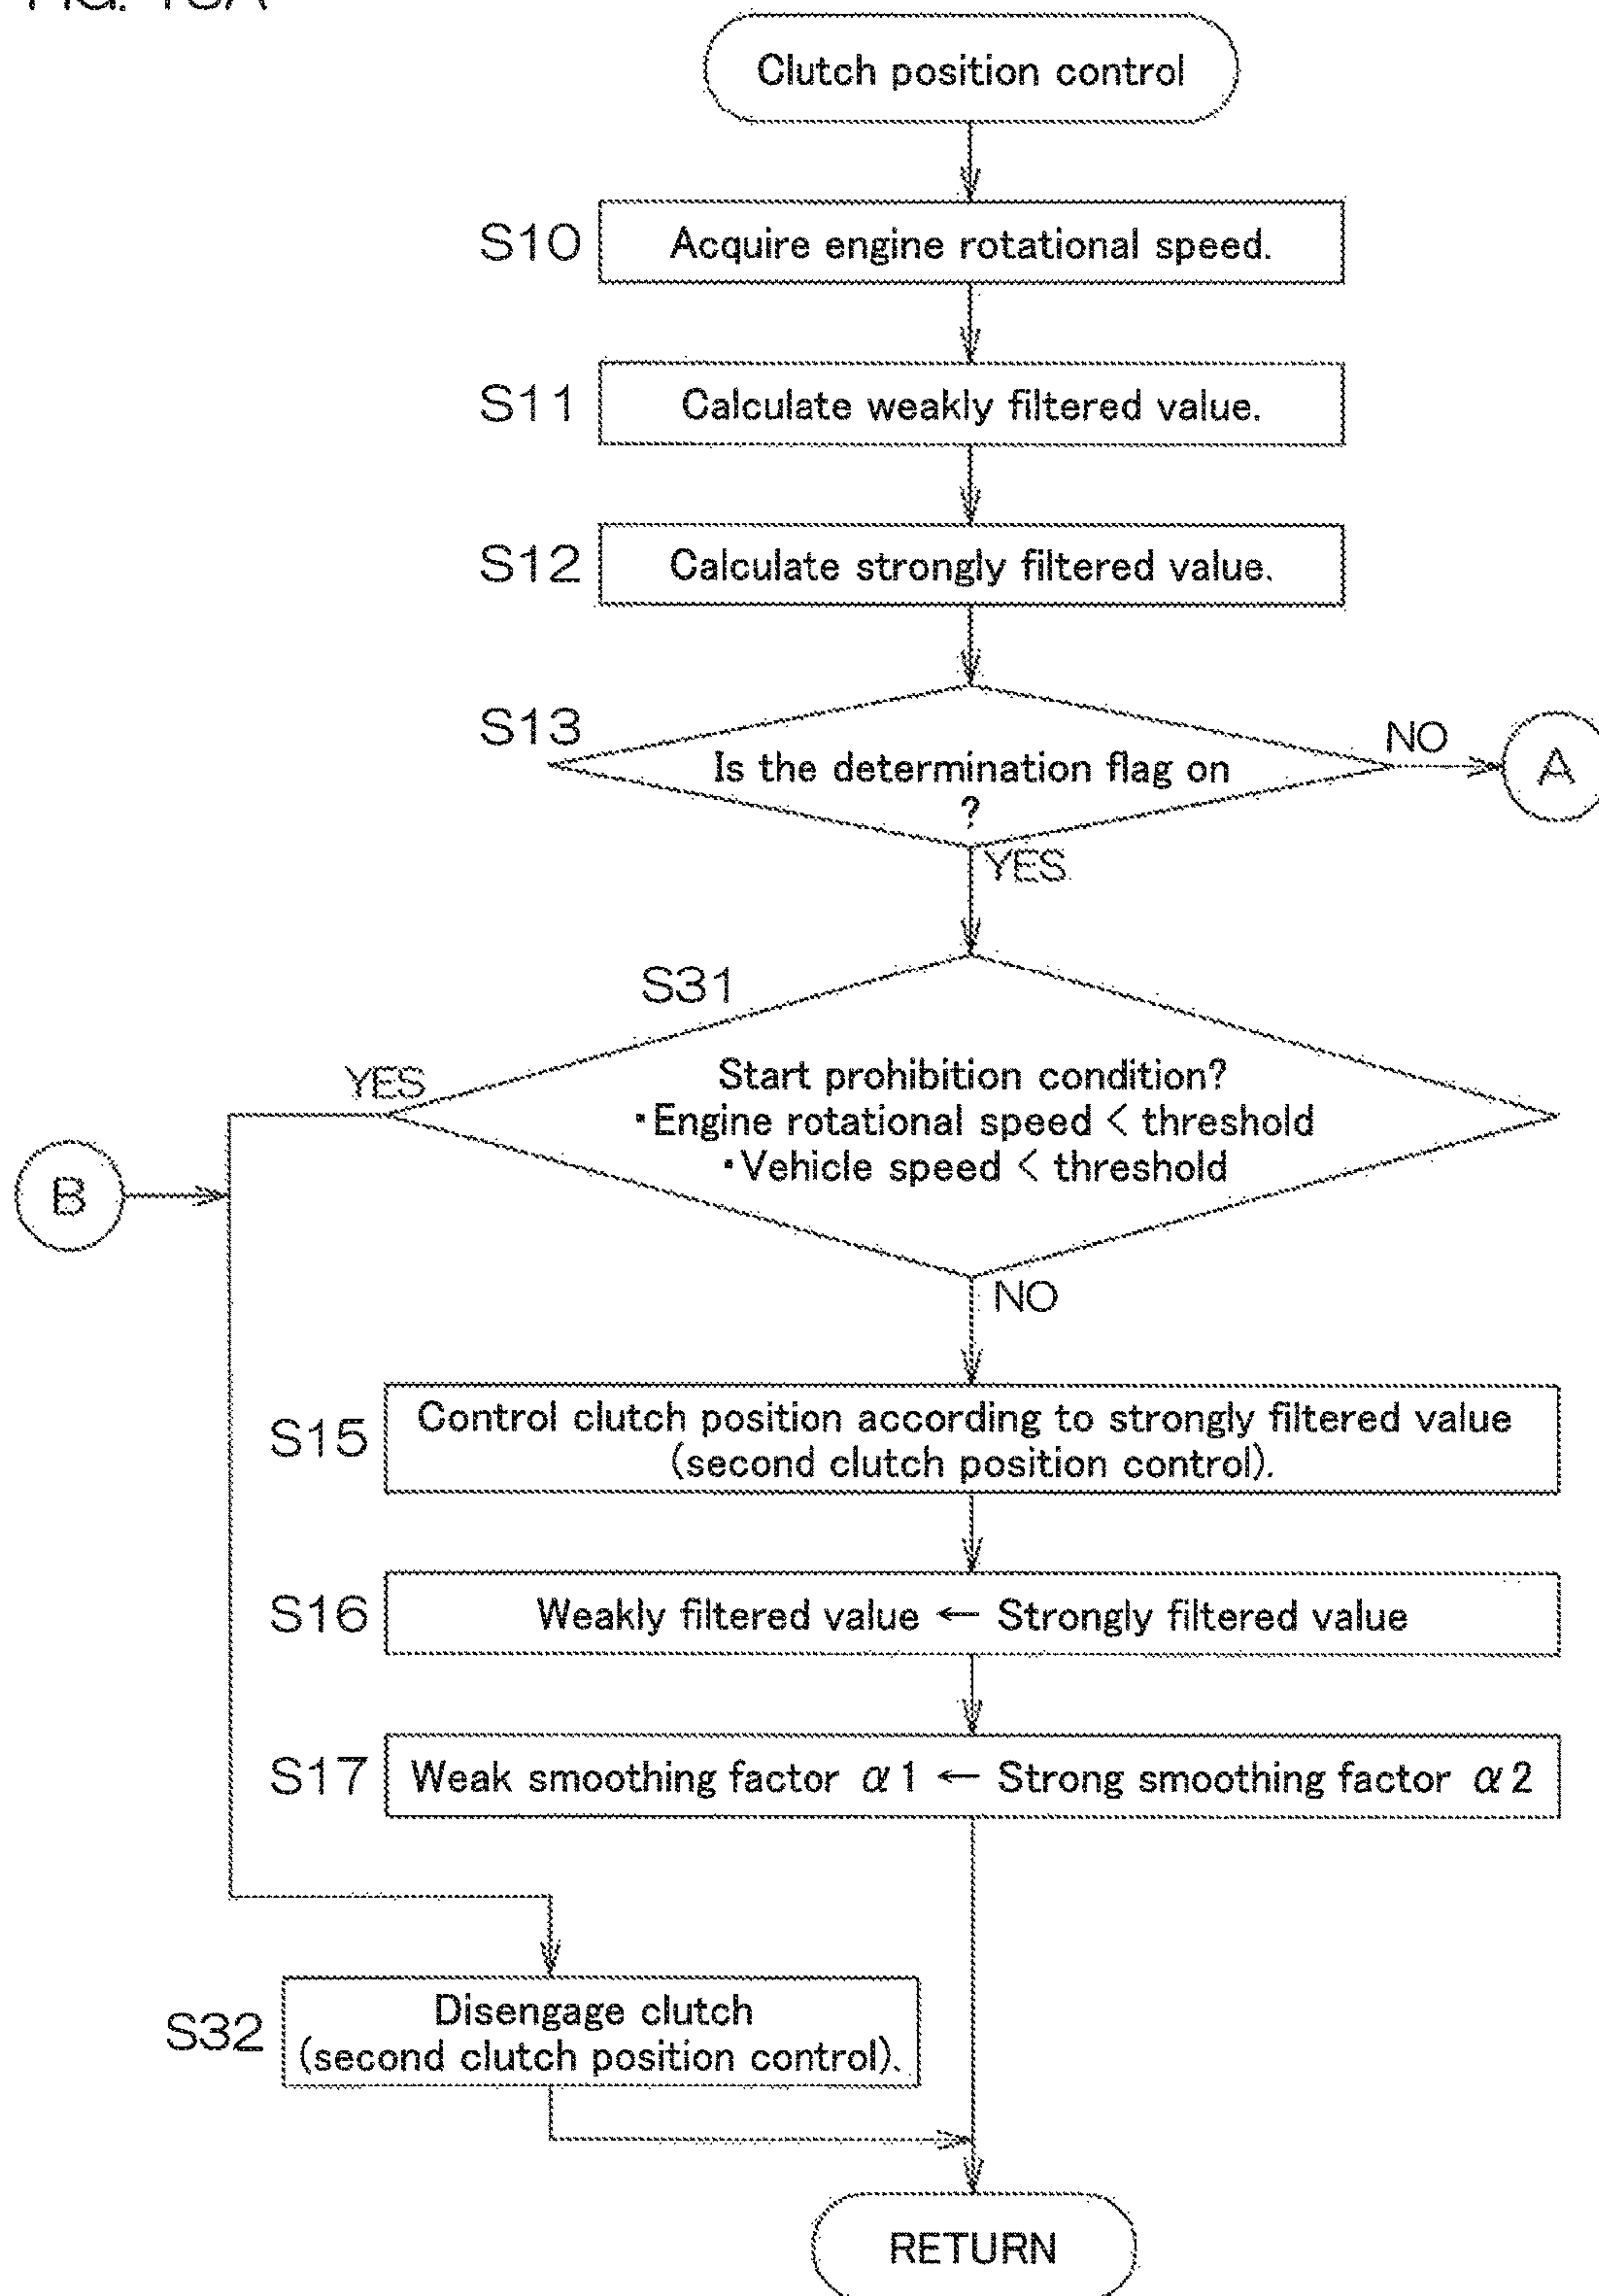 Clutch position control
S10
Acquire engine rotational speed.
S11
Calculate weakly filtered value.
S12
Calculate strongly filtered value.
S13
Is the determination flag on
?
NO
A
YES
S31
Start prohibition condition?
・Engine rotational speed < threshold
・Vehicle speed < threshold
YES
B
NO
S15
Control clutch position according to strongly filtered value
(second clutch position control).
S16
Weakly filtered value ← Strongly filtered value
S17
Weak smoothing factor α1 ← Strong smoothing factor α2
S32
Disengage clutch
(second clutch position control).
RETURN